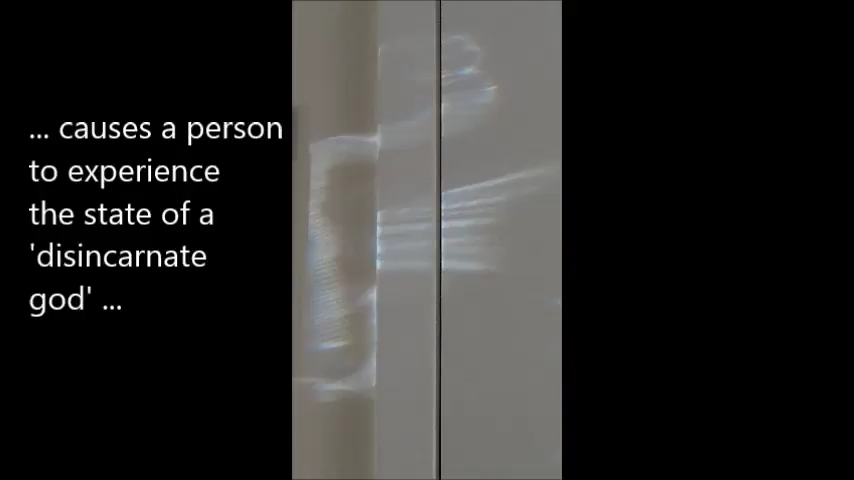 ... causes a person
to experience
the state of a
'disincarnate
god' ...